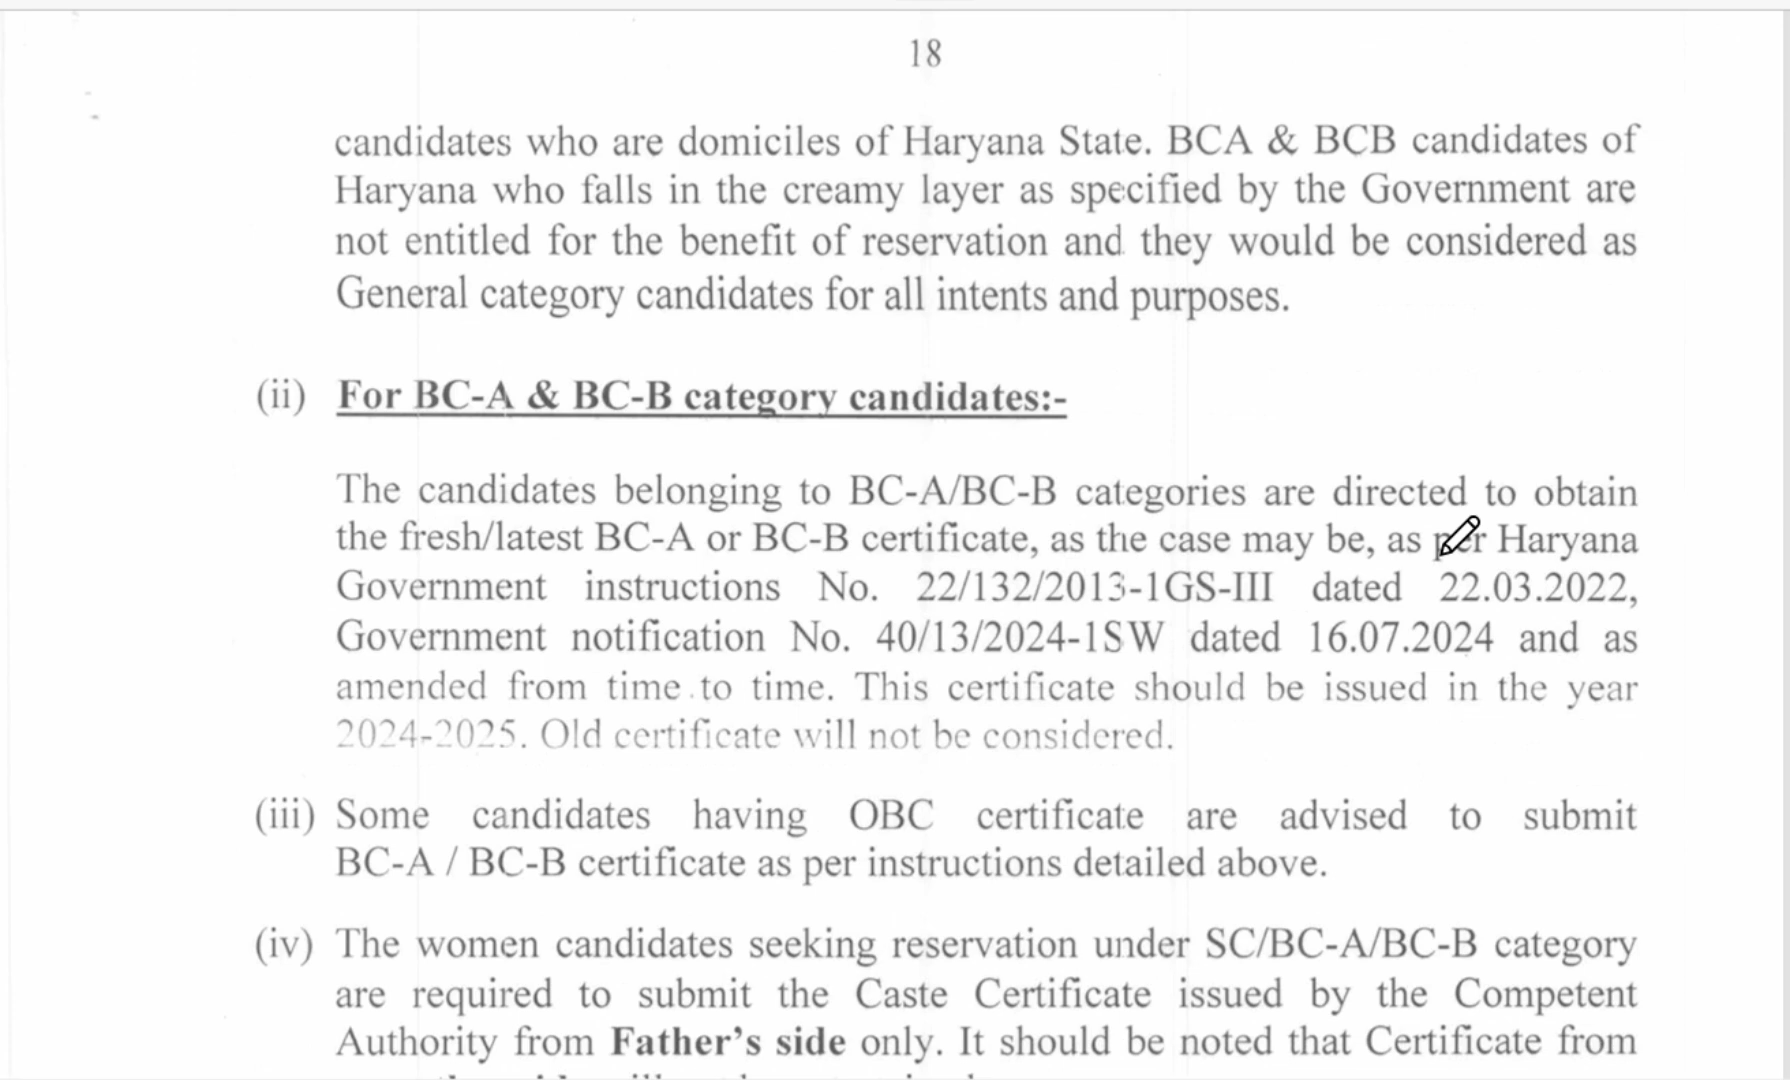 18
candidates who are domiciles of Haryana State. BCA & BCB candidates of
Haryana who falls in the creamy layer as specified by the Government are
not entitled for the benefit of reservation and they would be considered as
General category candidates for all intents and purposes.
(ii) For BC-A & BC-B category candidates:-
The candidates belonging to BC-A/BC-B categories are directed to obtain
the fresh/latest BC-A or BC-B certificate, as the case may be, as per Haryana
Government instructions No. 22/132/2013-1GS-III dated 22.03.2022,
Government notification No. 40/13/2024-1SW dated 16.07.2024 and as
amended from time to time. This certificate should be issued in the year
2024-2025. Old certificate will not be considered.
(iii) Some candidates having OBC certificate are advised to submit
BC-A / BC-B certificate as per instructions detailed above.
(iv) The women candidates seeking reservation under SC/BC-A/BC-B category
are required to submit the Caste Certificate issued by the Competent
Authority from Father's side only. It should be noted that Certificate from